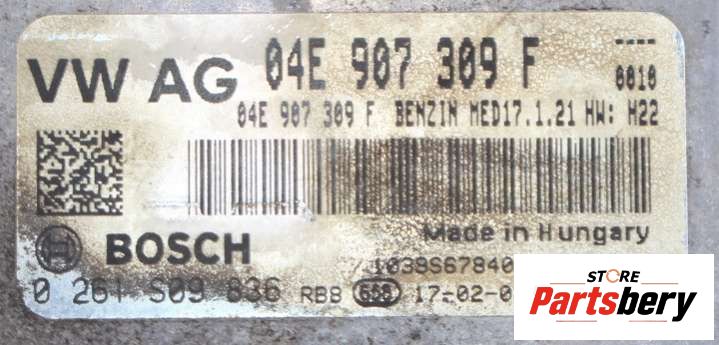 VW AG 04E 907 309 F ----
0010
04E 907 309 F BENZIN MED17.1.21 HW: H22
Made in Hungary
BOSCH
1039S67840
0 261 S09 836 RB8 17-02-0
STORE
Partsbery